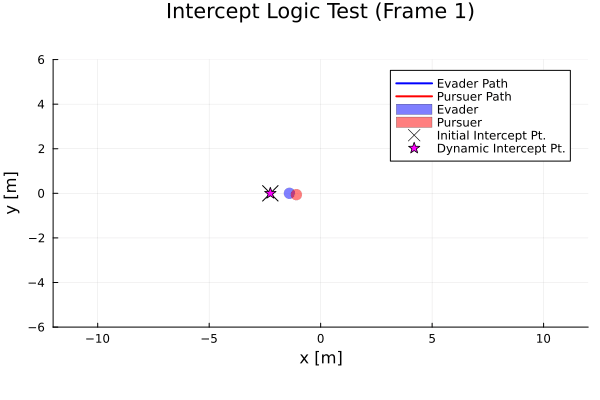 Intercept Logic Test (Frame 1)
6
4
2
0
−2
−4
−6
y [m]
−10
−5
0
5
10
x [m]
Evader Path
Pursuer Path
Evader
Pursuer
Initial Intercept Pt.
Dynamic Intercept Pt.